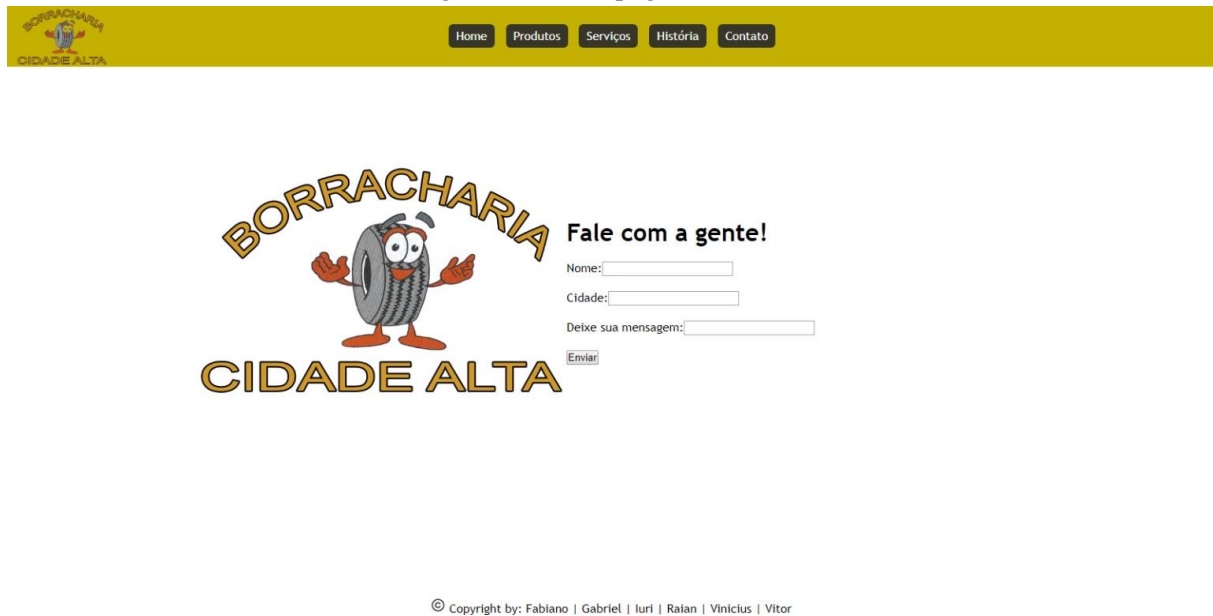 BORRACHARIA
CIDADE ALTA
Home Produtos Serviços História Contato
BORRACHARIA
CIDADE ALTA
Fale com a gente!
Nome:
Cidade:
Deixe sua mensagem:
Enviar
© Copyright by: Fabiano | Gabriel | Iuri | Raian | Vinicius | Vitor